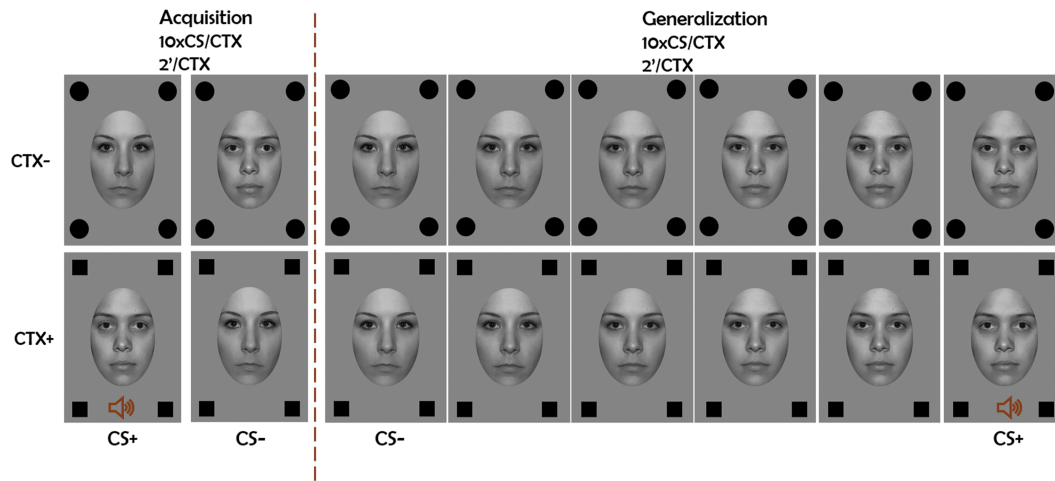 Acquisition
10xCS/CTX
2'/CTX
Generalization
10xCS/CTX
2'/CTX
CTX-
CTX+
CS+
CS-
CS-
CS+